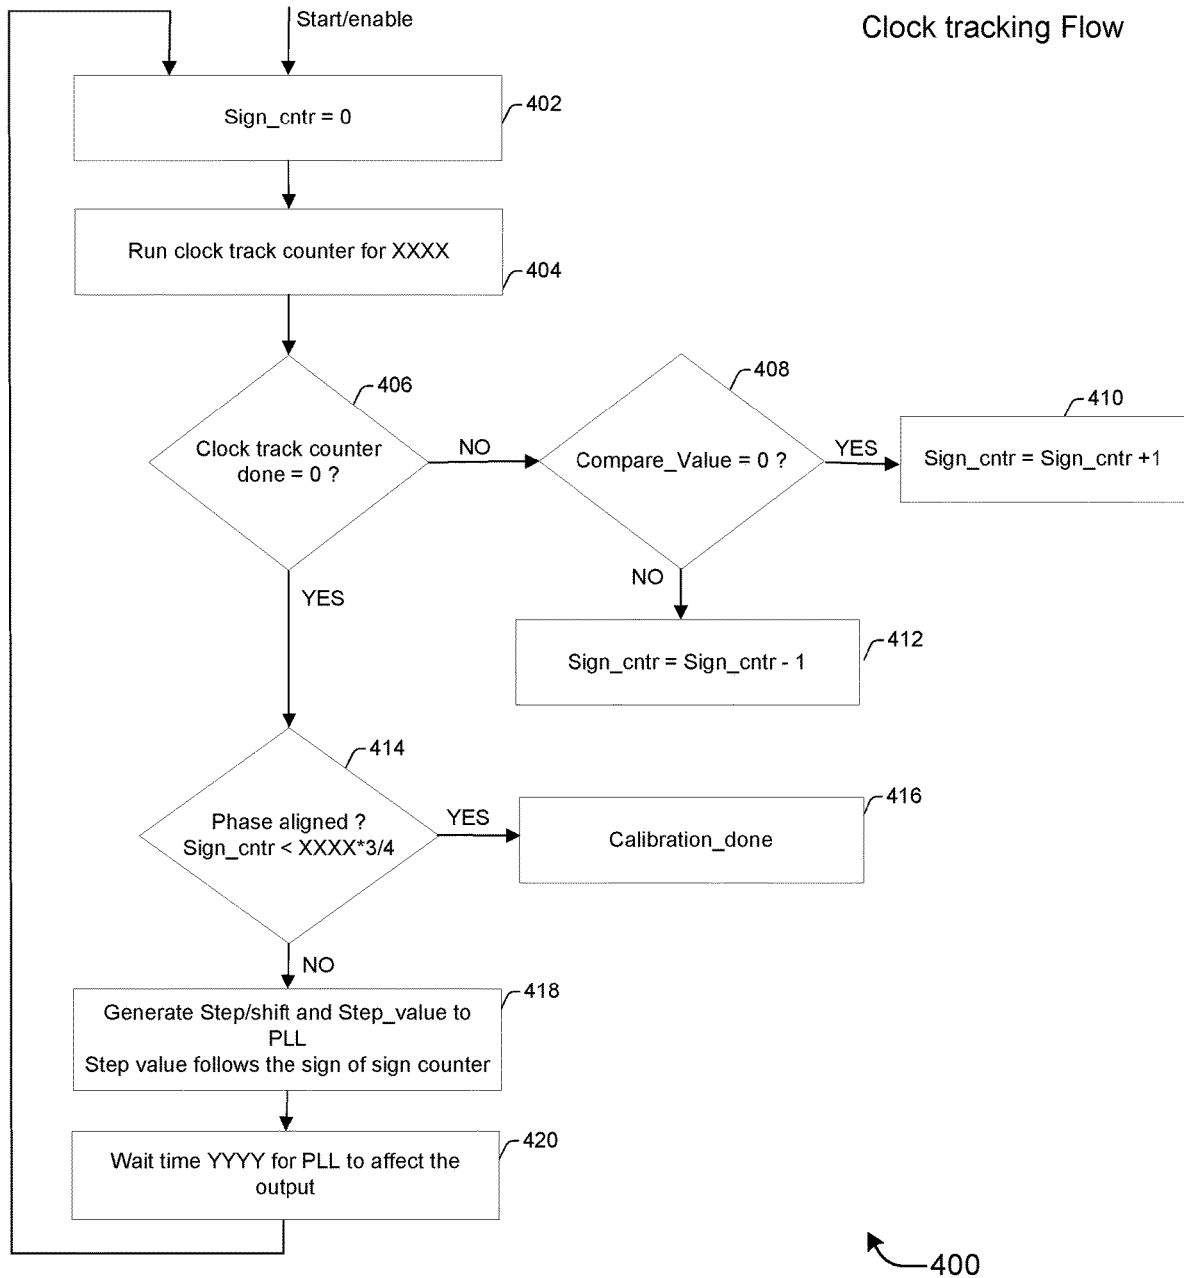 Start/enable
Clock tracking Flow
Sign_cntr = 0
402
Run clock track counter for XXXX
404
406
Clock track counter
done = 0 ?
NO
408
Compare_Value = 0 ?
YES
410
Sign_cntr = Sign_cntr +1
YES
NO
Sign_cntr = Sign_cntr - 1
412
414
Phase aligned ?
Sign_cntr < XXXX*3/4
YES
Calibration_done
416
NO
Generate Step/shift and Step_value to
PLL
Step value follows the sign of sign counter
418
Wait time YYYY for PLL to affect the
output
420
400